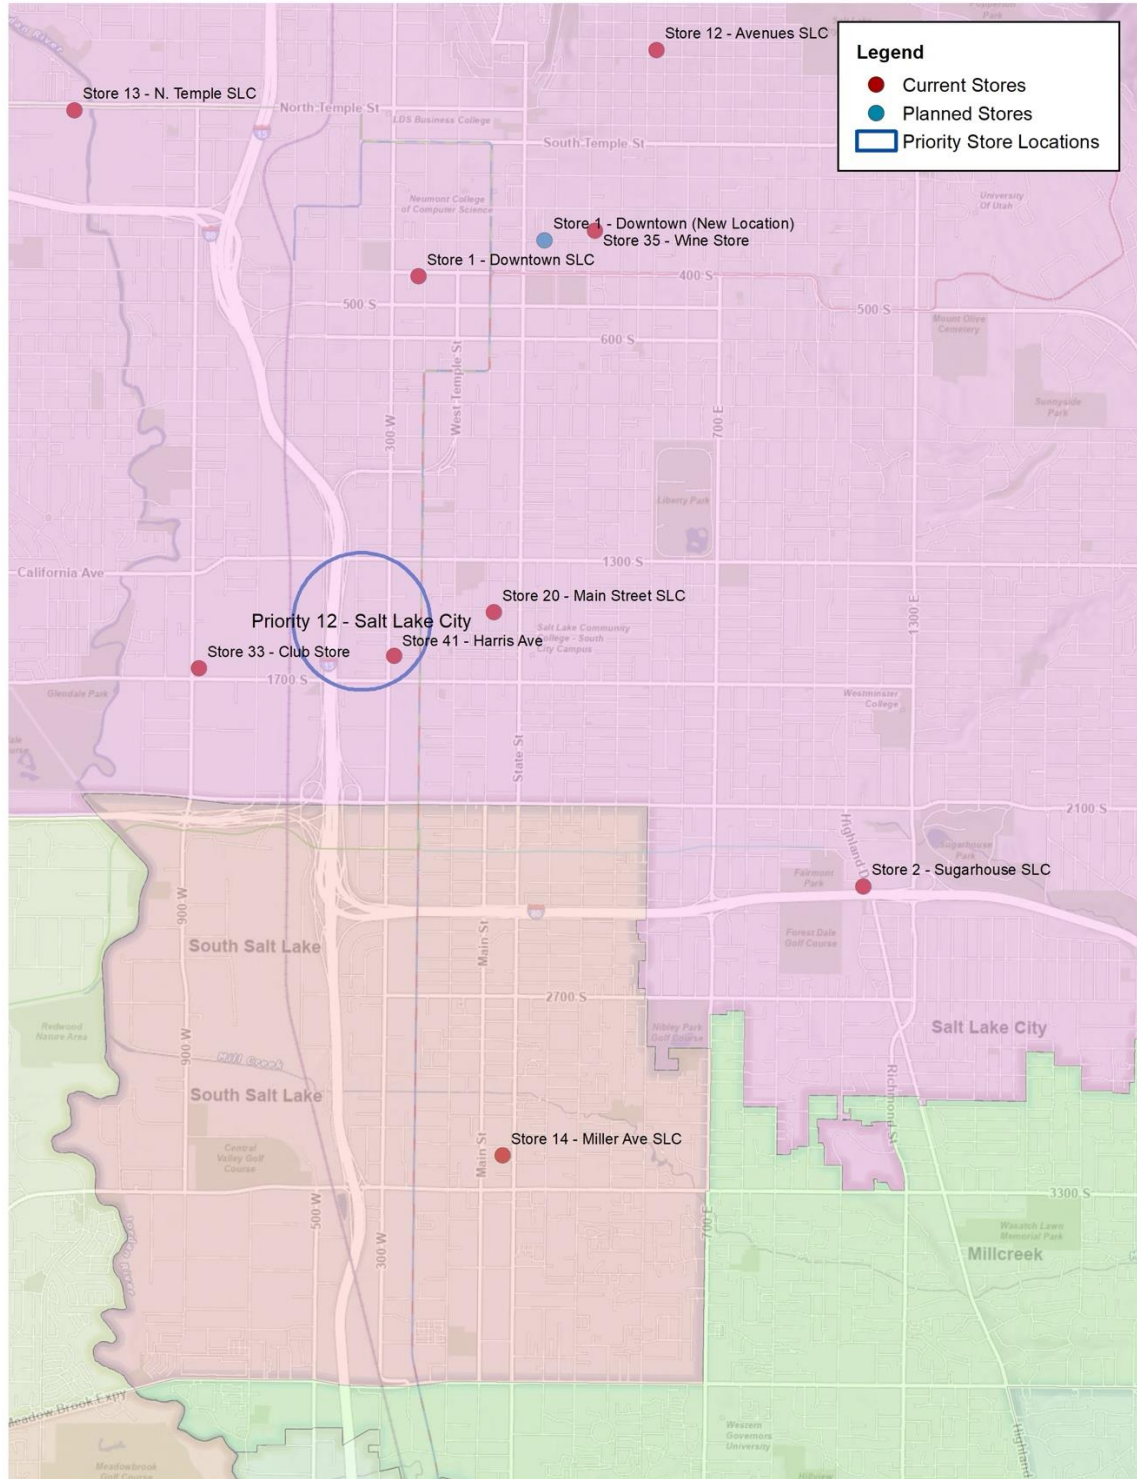 Store 12 - Avenues SLC
Legend
Current Stores
Planned Stores
Priority Store Locations
Store 13 - N. Temple SLC
North Temple St
LDS Business College
South Temple St
15
Neumont College
of Computer Science
University
Of Utah
Store 1 - Downtown (New Location)
Store 35 - Wine Store
Store 1 - Downtown SLC
400 S
500 S
500 S
600 S
Mount Olive
Cemetery
West Temple St
300 W
700 E
Sunnyside
Park
Liberty Park
1300 S
California Ave
1300 E
Store 20 - Main Street SLC
Priority 12 - Salt Lake City
Salt Lake Community
College - South
City Campus
Store 41 - Harris Ave
Store 33 - Club Store
15
1700 S
Glendale Park
Westminster
College
State St
2100 S
Highland D
Sugarhouse
Park
Store 2 - Sugarhouse SLC
Fairmont
Park
80
900 W
Main St
Forest Dale
Golf Course
South Salt Lake
2700 S
Redwood
Nature Area
900 W
Nibley Park
Golf Course
Salt Lake City
Mill Creek
South Salt Lake
Richmond St
Store 14 - Miller Ave SLC
Main St
Central
Valley Golf
Course
3300 S
500 W
300 W
700 E
Wasatch Lawn
Memorial Park
Millcreek
Jordan River
Meadow Brook Expy
Western
Governors
University
Highland
Meadowbrook
Golf Course